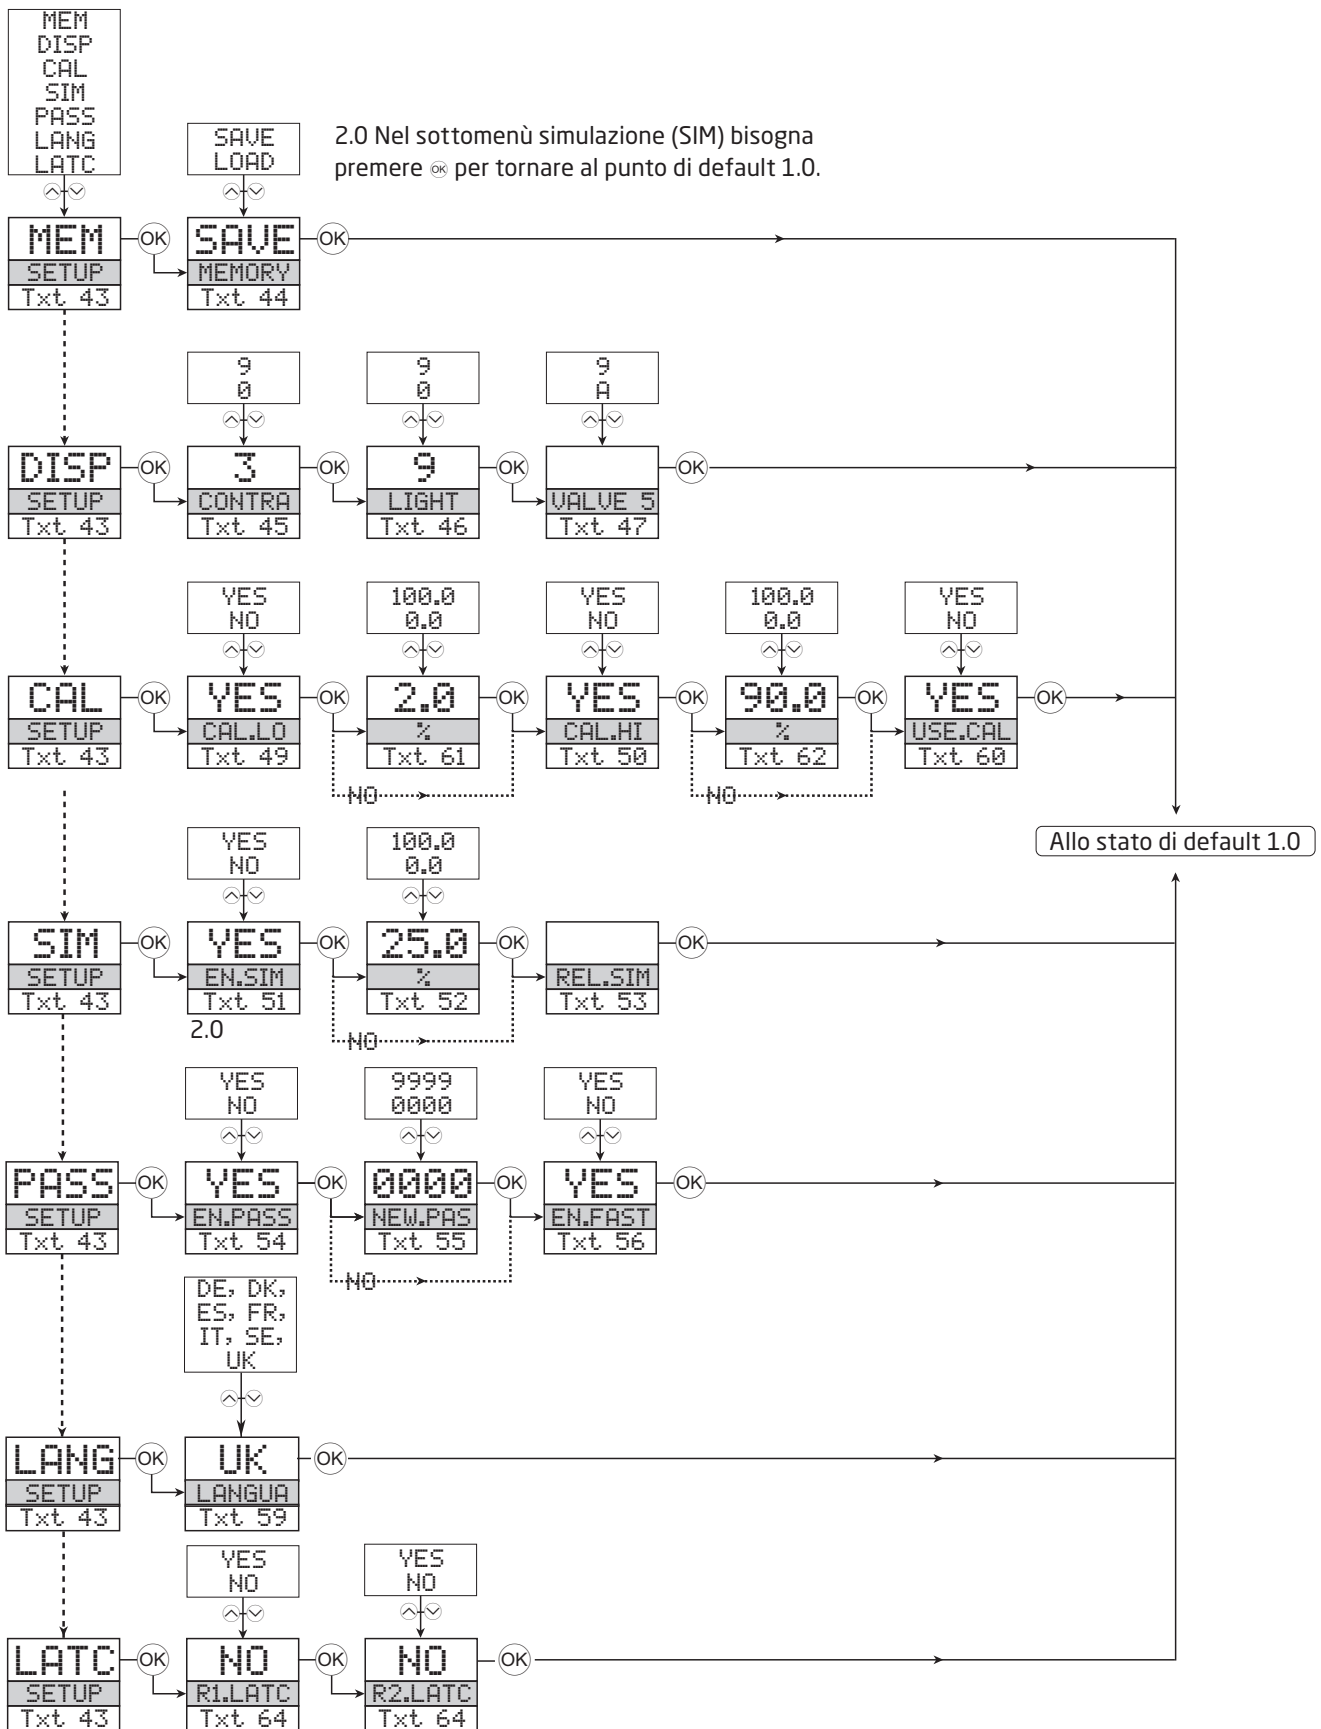 MEM
DISP
CAL
SIM
PASS
LANG
LATC
SAVE
LOAD
2.0 Nel sottomenù simulazione (SIM) bisogna
premere OK per tornare al punto di default 1.0.
MEM
SETUP
Txt 43
OK
SAVE
MEMORY
Txt 44
OK
9
0
9
0
9
A
DISP
SETUP
Txt 43
OK
3
CONTRA
Txt 45
OK
9
LIGHT
Txt 46
OK
VALVE 5
Txt 47
OK
YES
NO
100.0
0.0
YES
NO
100.0
0.0
YES
NO
CAL
SETUP
Txt 43
OK
YES
CAL.LO
Txt 49
OK
2.0
%
Txt 61
OK
YES
CAL.HI
Txt 50
OK
90.0
%
Txt 62
OK
YES
USE.CAL
Txt 60
OK
NO
NO
Allo stato di default 1.0
YES
NO
100.0
0.0
SIM
SETUP
Txt 43
OK
YES
EN.SIM
Txt 51
2.0
OK
25.0
%
Txt 52
OK
REL.SIM
Txt 53
OK
NO
YES
NO
9999
0000
YES
NO
PASS
SETUP
Txt 43
OK
YES
EN.PASS
Txt 54
OK
0000
NEW.PAS
Txt 55
OK
YES
EN.FAST
Txt 56
OK
NO
DE, DK,
ES, FR,
IT, SE,
UK
LANG
SETUP
Txt 43
OK
UK
LANGUA
Txt 59
OK
YES
NO
YES
NO
LATC
SETUP
Txt 43
OK
NO
R1.LATC
Txt 64
OK
NO
R2.LATC
Txt 64
OK